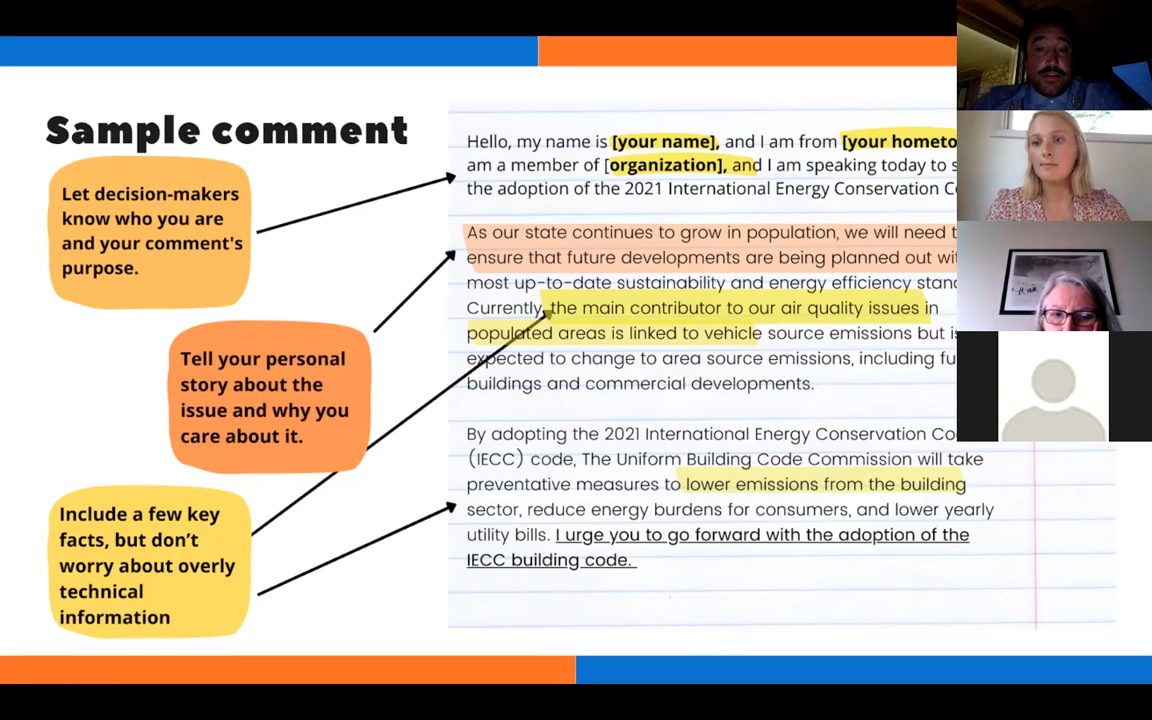 Sample comment
Let decision-makers
know who you are
and your comment's
purpose.
Tell your personal
story about the
issue and why you
care about it.
Include a few key
facts, but don’t
worry about overly
technical
information
Hello, my name is [your name], and I am from [your hometo
am a member of [organization], and I am speaking today to s
the adoption of the 2021 International Energy Conservation C
As our state continues to grow in population, we will need t
ensure that future developments are being planned out wi
most up-to-date sustainability and energy efficiency stan
Currently, the main contributor to our air quality issues in
populated areas is linked to vehicle source emissions but is
expected to change to area source emissions, including fu
buildings and commercial developments.
By adopting the 2021 International Energy Conservation Co
(IECC) code, The Uniform Building Code Commission will take
preventative measures to lower emissions from the building
sector, reduce energy burdens for consumers, and lower yearly
utility bills. I urge you to go forward with the adoption of the
IECC building code.